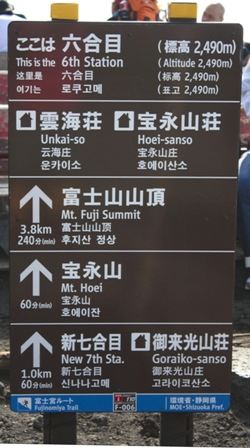 ここは 六合目 (標高 2,490m)
This is the 6th Station (Altitude 2,490m)
这里是 六合目 (标高 2,490m)
여기는 로쿠고메 (표고 2,490m)
雲海荘 宝永山荘
Unkai-so Hoei-sanso
云海庄 宝永山庄
운카이소 호에이산소
富士山山頂
Mt. Fuji Summit
富士山山顶
후지산 정상
3.8km
240分(min)
宝永山
Mt. Hoei
宝永山
호에이잔
60分(min)
新七合目 御来光山荘
New 7th Sta. Goraiko-sanso
新七合目 御来光山庄
신나나고메 고라이코산소
1.0km
60分(min)
富士宮ルート
Fujinomiya Trail
F-006
環境省・静岡県
MOE・Shizuoka Pref.